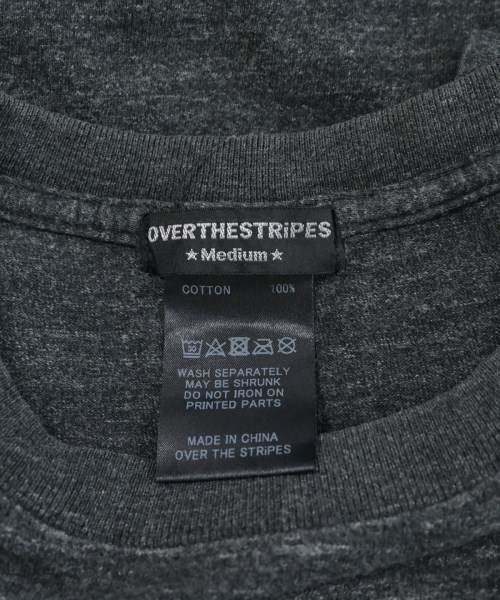 OVERTHESTRiPES
★Medium★
COTTON 100%
30
WASH SEPARATELY
MAY BE SHRUNK
DO NOT IRON ON
PRINTED PARTS
MADE IN CHINA
OVER THE STRiPES